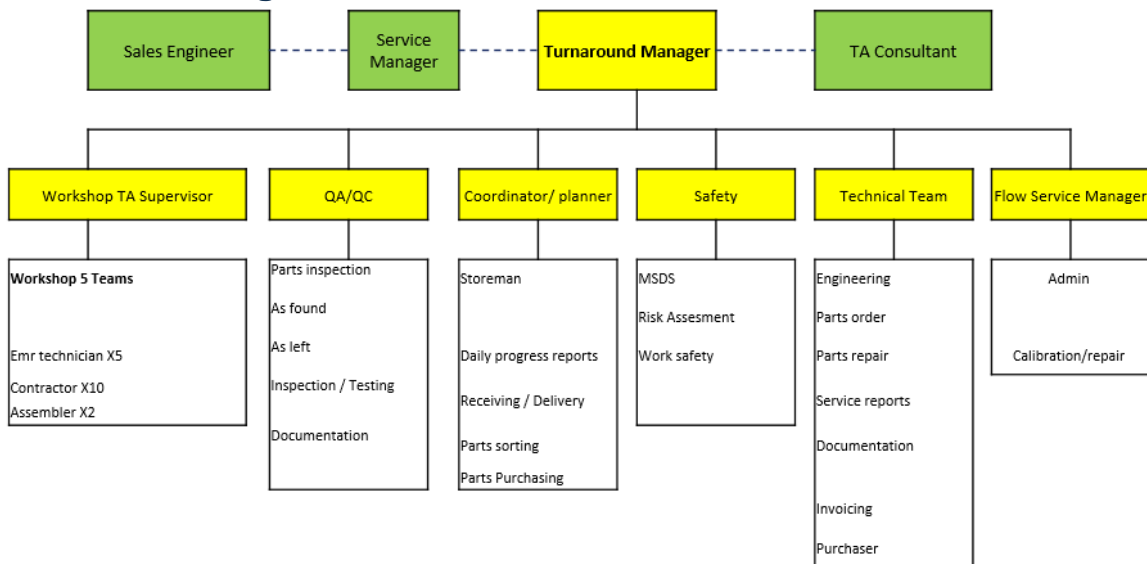 Sales Engineer
Service
Manager
Turnaround Manager
TA Consultant
Workshop TA Supervisor
QA/QC
Coordinator/ planner
Safety
Technical Team
Flow Service Manager
Workshop 5 Teams
Emr technician X5
Contractor X10
Assembler X2
Parts inspection
As found
As left
Inspection / Testing
Documentation
Storeman
Daily progress reports
Receiving / Delivery
Parts sorting
Parts Purchasing
MSDS
Risk Assesment
Work safety
Engineering
Parts order
Parts repair
Service reports
Documentation
Invoicing
Purchaser
Admin
Calibration/repair